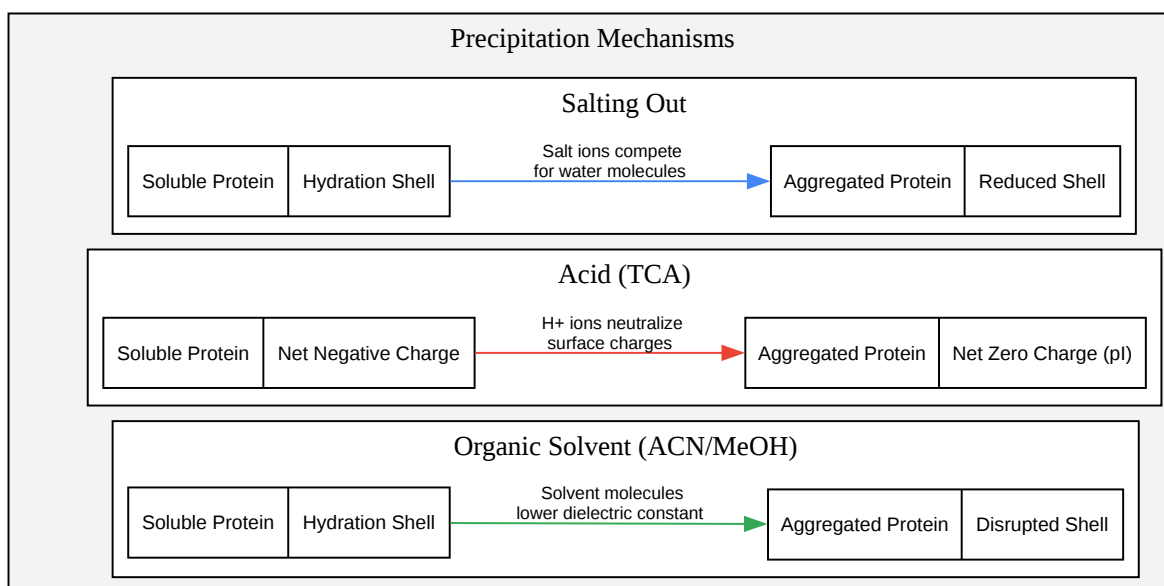 Precipitation Mechanisms
Salting Out
Soluble Protein
Hydration Shell
Salt ions compete
for water molecules
Aggregated Protein
Reduced Shell
Acid (TCA)
Soluble Protein
Net Negative Charge
H+ ions neutralize
surface charges
Aggregated Protein
Net Zero Charge (pI)
Organic Solvent (ACN/MeOH)
Soluble Protein
Hydration Shell
Solvent molecules
lower dielectric constant
Aggregated Protein
Disrupted Shell